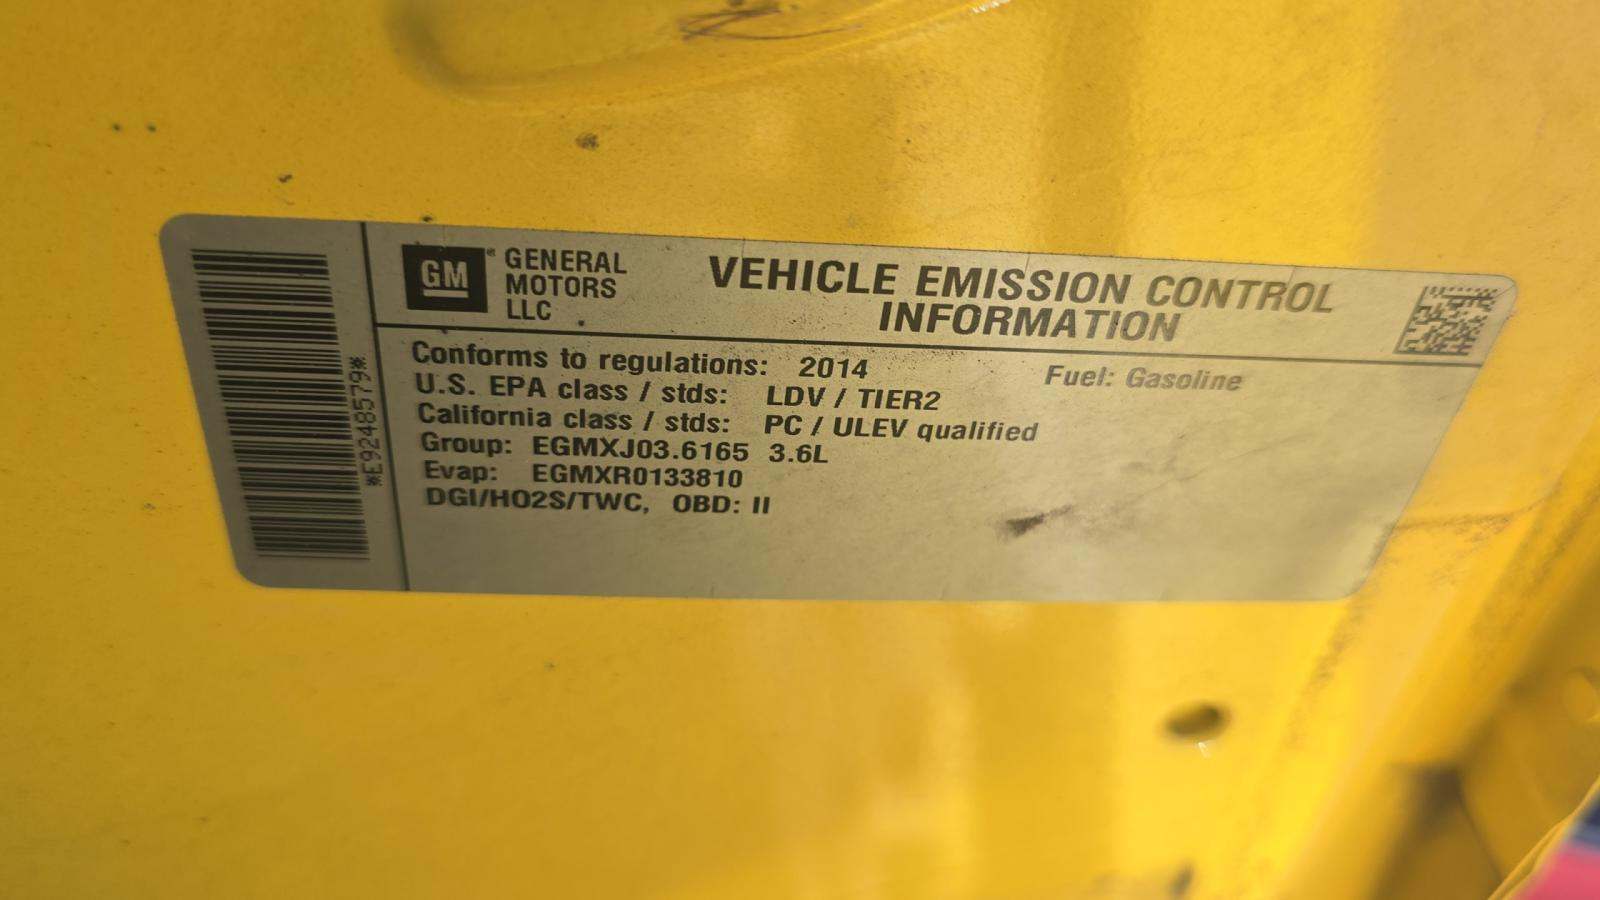 *E9248579*
GM
GENERAL
MOTORS
LLC
VEHICLE EMISSION CONTROL
INFORMATION
Conforms to regulations: 2014
Fuel: Gasoline
U.S. EPA class / stds: LDV / TIER2
California class / stds: PC / ULEV qualified
Group: EGMXJ03.6165 3.6L
Evap: EGMXR0133810
DGI/HO2S/TWC, OBD: II